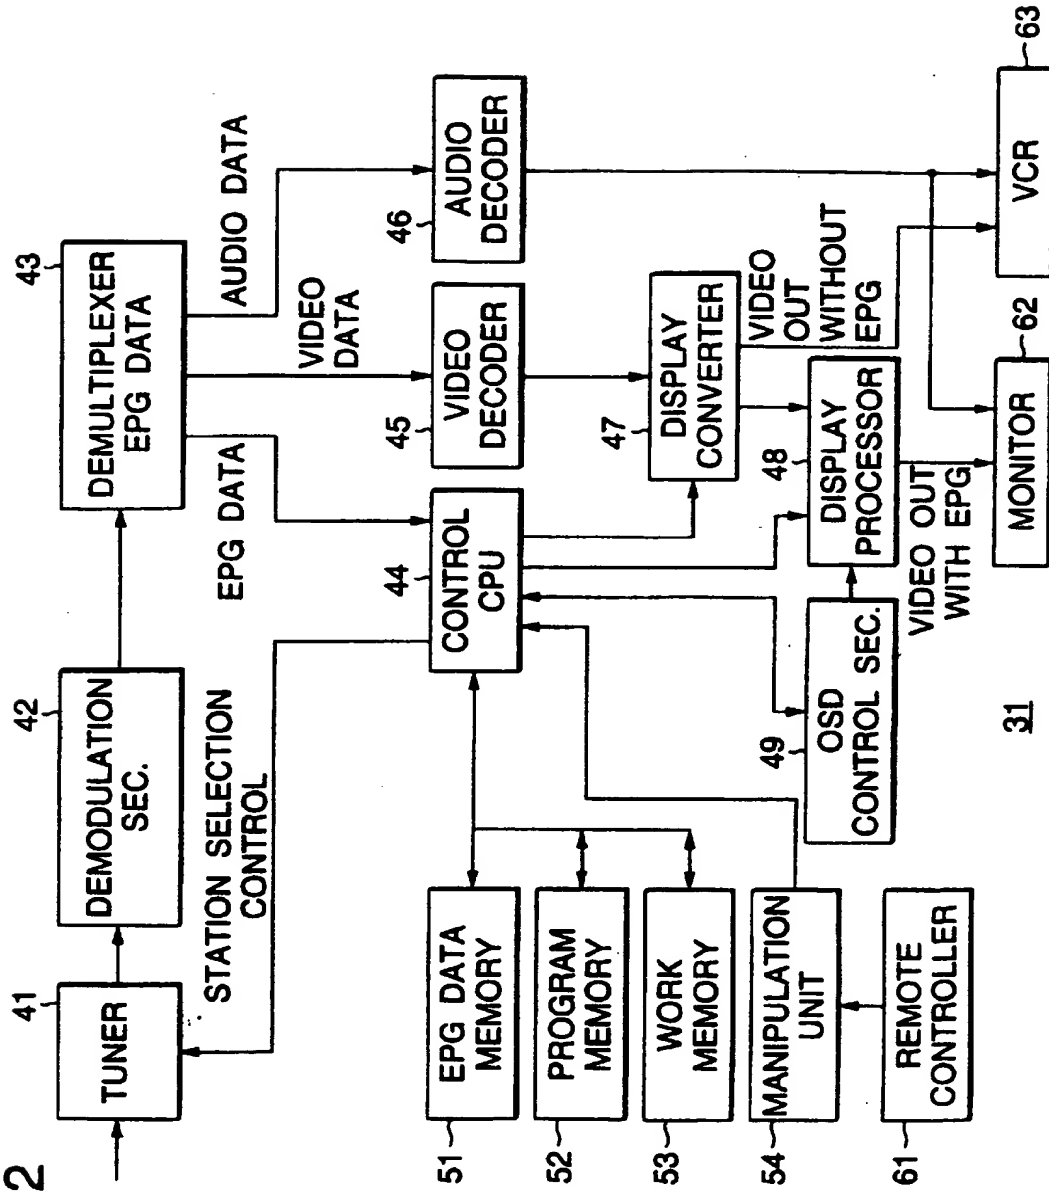 2
41
TUNER
42
DEMODULATION
SEC.
43
DEMULTIPLEXER
EPG DATA
STATION SELECTION
CONTROL
EPG DATA
VIDEO
DATA
AUDIO DATA
44
CONTROL
CPU
45
VIDEO
DECODER
46
AUDIO
DECODER
51
EPG DATA
MEMORY
52
PROGRAM
MEMORY
53
WORK
MEMORY
54
MANIPULATION
UNIT
61
REMOTE
CONTROLLER
47
DISPLAY
CONVERTER
VIDEO
OUT
WITHOUT
EPG
48
DISPLAY
PROCESSOR
49
OSD
CONTROL SEC.
VIDEO OUT
WITH EPG
62
MONITOR
63
VCR
31